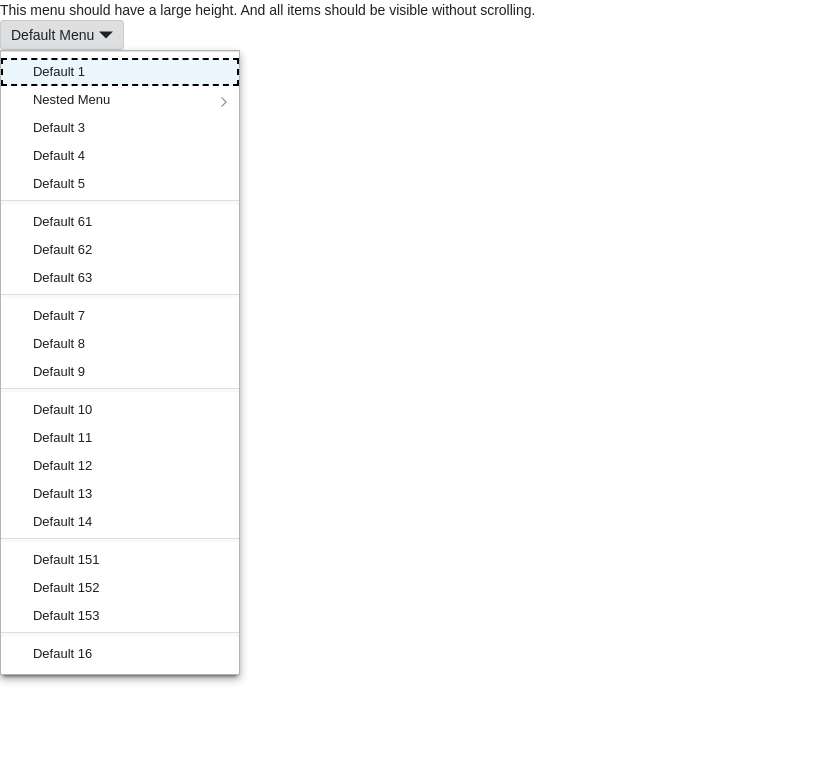 This menu should have a large height. And all items should be visible without scrolling.
Default Menu
Default 1
Nested Menu
Default 3
Default 4
Default 5
Default 61
Default 62
Default 63
Default 7
Default 8
Default 9
Default 10
Default 11
Default 12
Default 13
Default 14
Default 151
Default 152
Default 153
Default 16